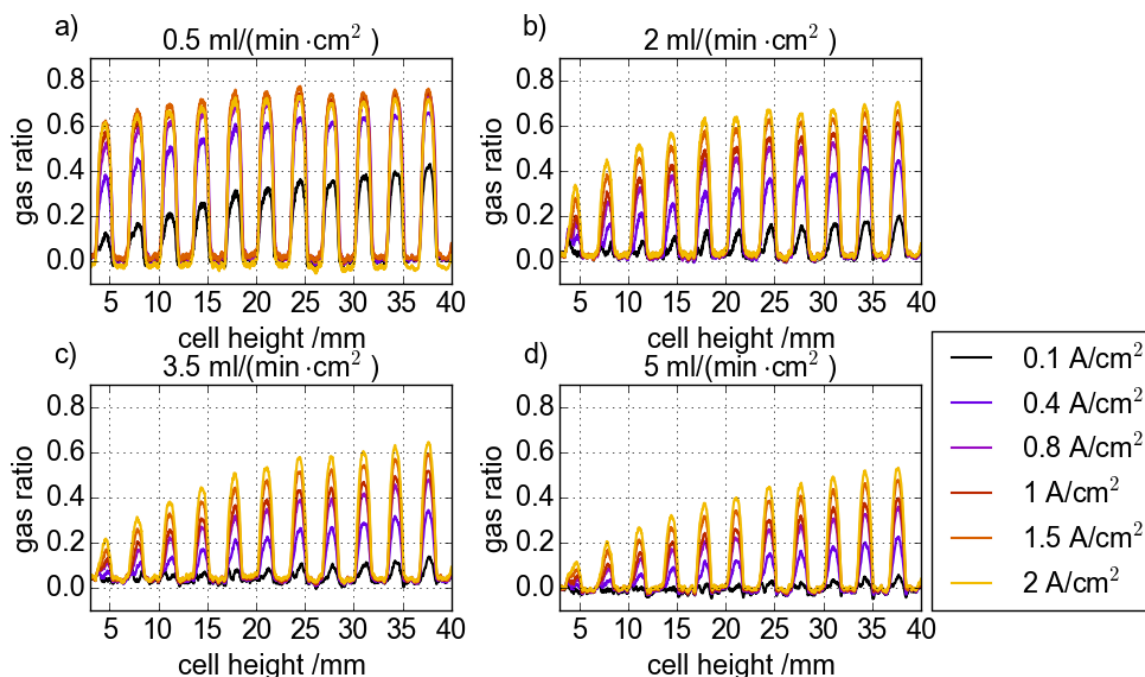 a)
0.5 ml/(min·cm² )
0.8
0.6
0.4
0.2
0.0
gas ratio
5 10 15 20 25 30 35 40
cell height /mm
b)
2 ml/(min·cm² )
0.8
0.6
0.4
0.2
0.0
gas ratio
5 10 15 20 25 30 35 40
cell height /mm
c)
3.5 ml/(min·cm² )
0.8
0.6
0.4
0.2
0.0
gas ratio
5 10 15 20 25 30 35 40
cell height /mm
d)
5 ml/(min·cm² )
0.8
0.6
0.4
0.2
0.0
gas ratio
5 10 15 20 25 30 35 40
cell height /mm
0.1 A/cm²
0.4 A/cm²
0.8 A/cm²
1 A/cm²
1.5 A/cm²
2 A/cm²